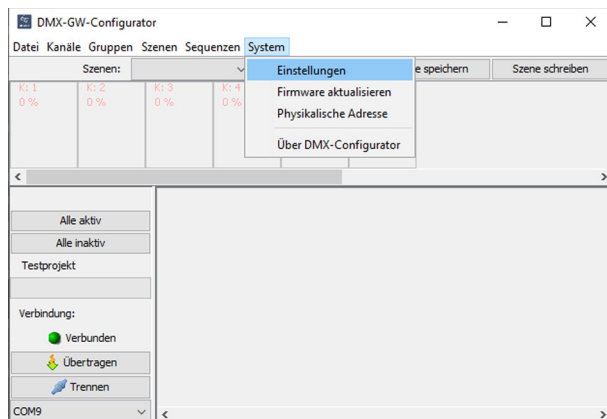 DMX-GW-Configurator
Datei Kanäle Gruppen Szenen Sequenzen System
Szenen: e speichern Szene schreiben
Einstellungen
Firmware aktualisieren
Physikalische Adresse
Über DMX-Configurator
K: 1 K: 2 K: 3 K: 4
0 % 0 % 0 % 0 %
Alle aktiv
Alle inaktiv
Testprojekt
Verbindung:
Verbunden
Übertragen
Trennen
COM9